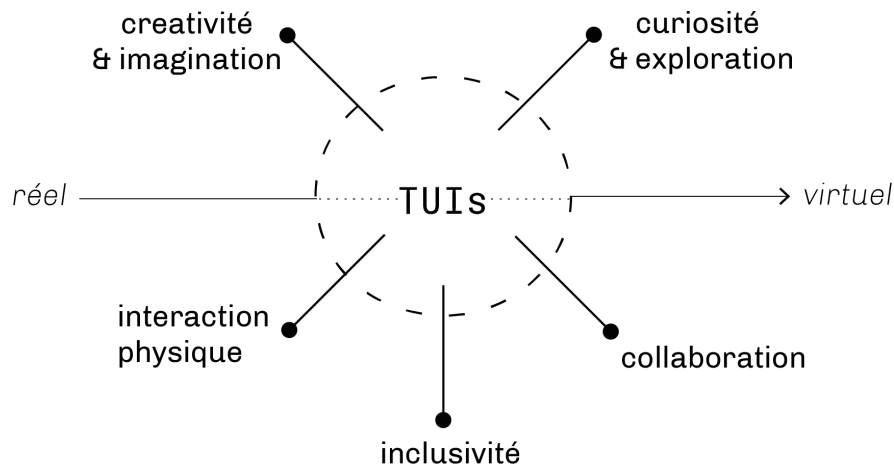 creativité
& imagination
curiosité
& exploration
réel
TUIs
virtuel
interaction
physique
collaboration
inclusivité